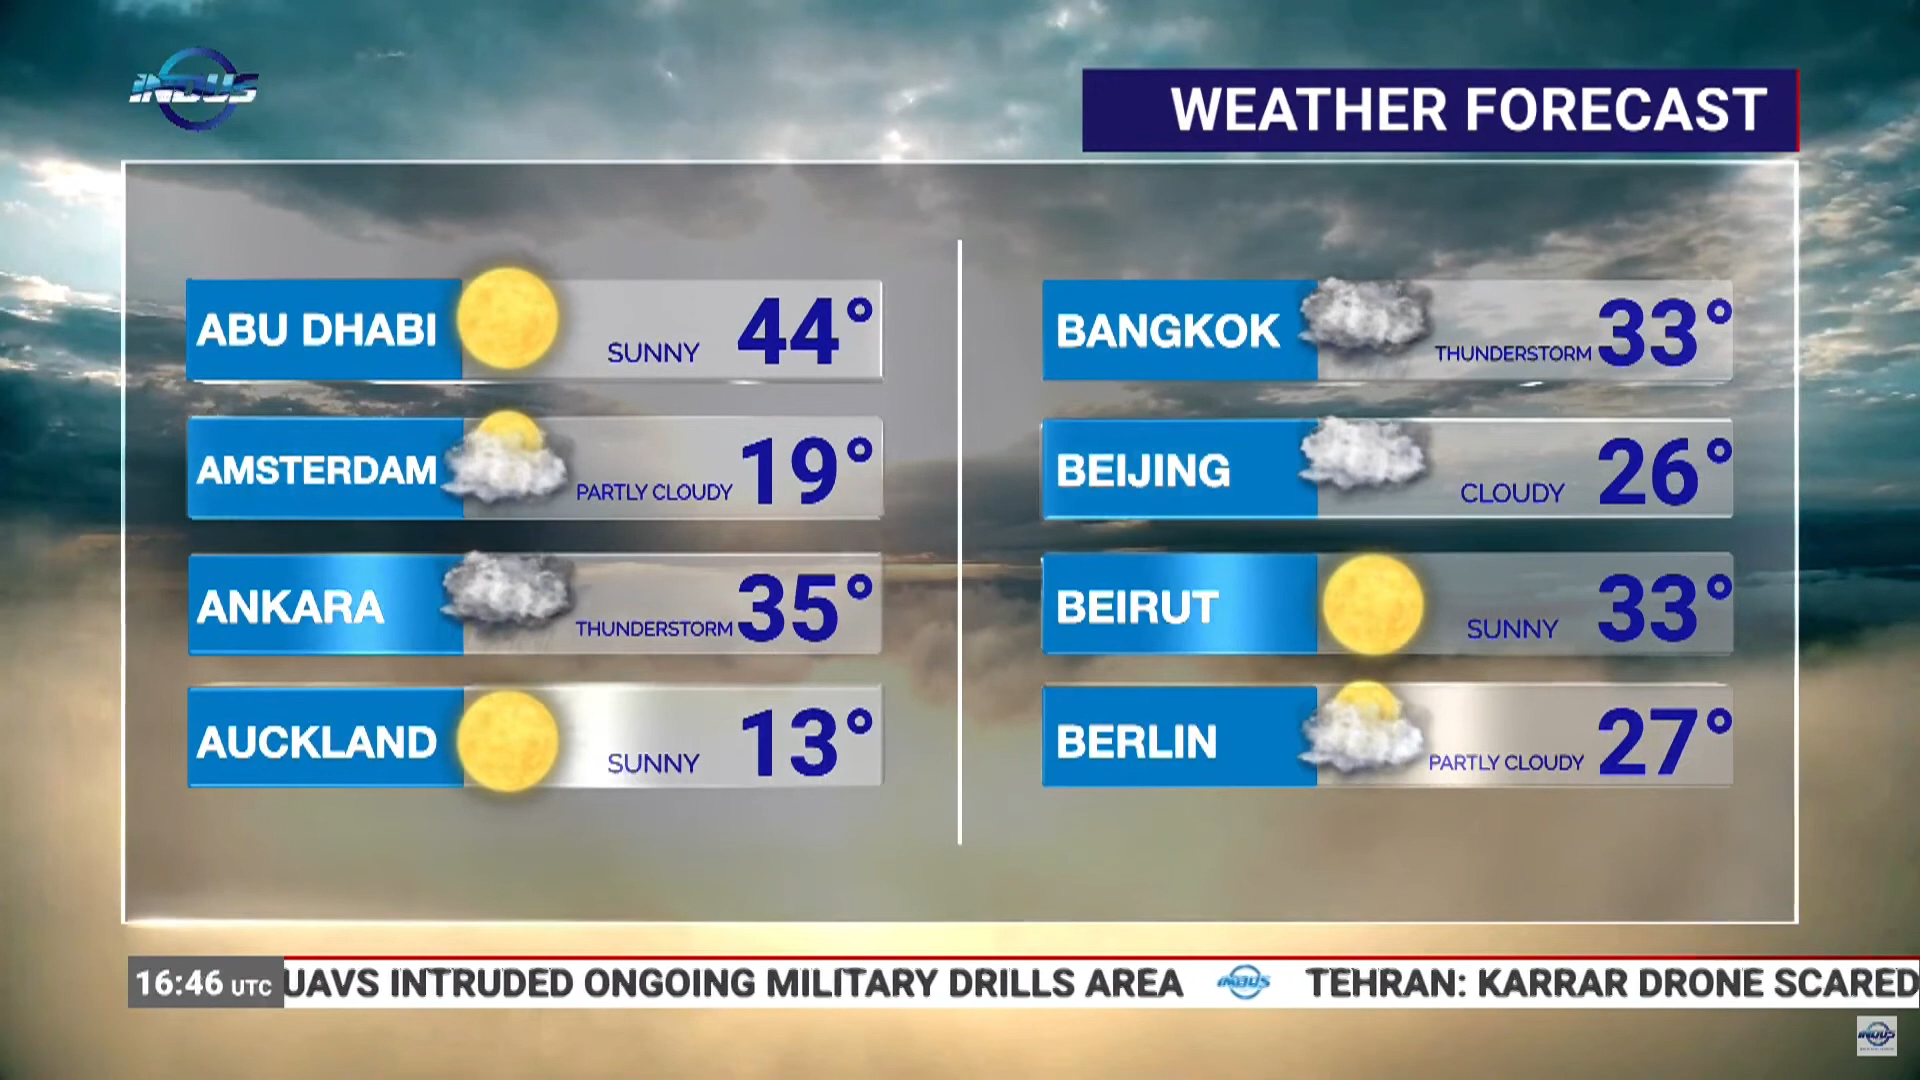 INDUS
WEATHER FORECAST
ABU DHABI SUNNY 44°
AMSTERDAM PARTLY CLOUDY 19°
ANKARA THUNDERSTORM 35°
AUCKLAND SUNNY 13°
BANGKOK THUNDERSTORM 33°
BEIJING CLOUDY 26°
BEIRUT SUNNY 33°
BERLIN PARTLY CLOUDY 27°
16:46 UTC UAVS INTRUDED ONGOING MILITARY DRILLS AREA INDUS TEHRAN: KARRAR DRONE SCARED
INDUS